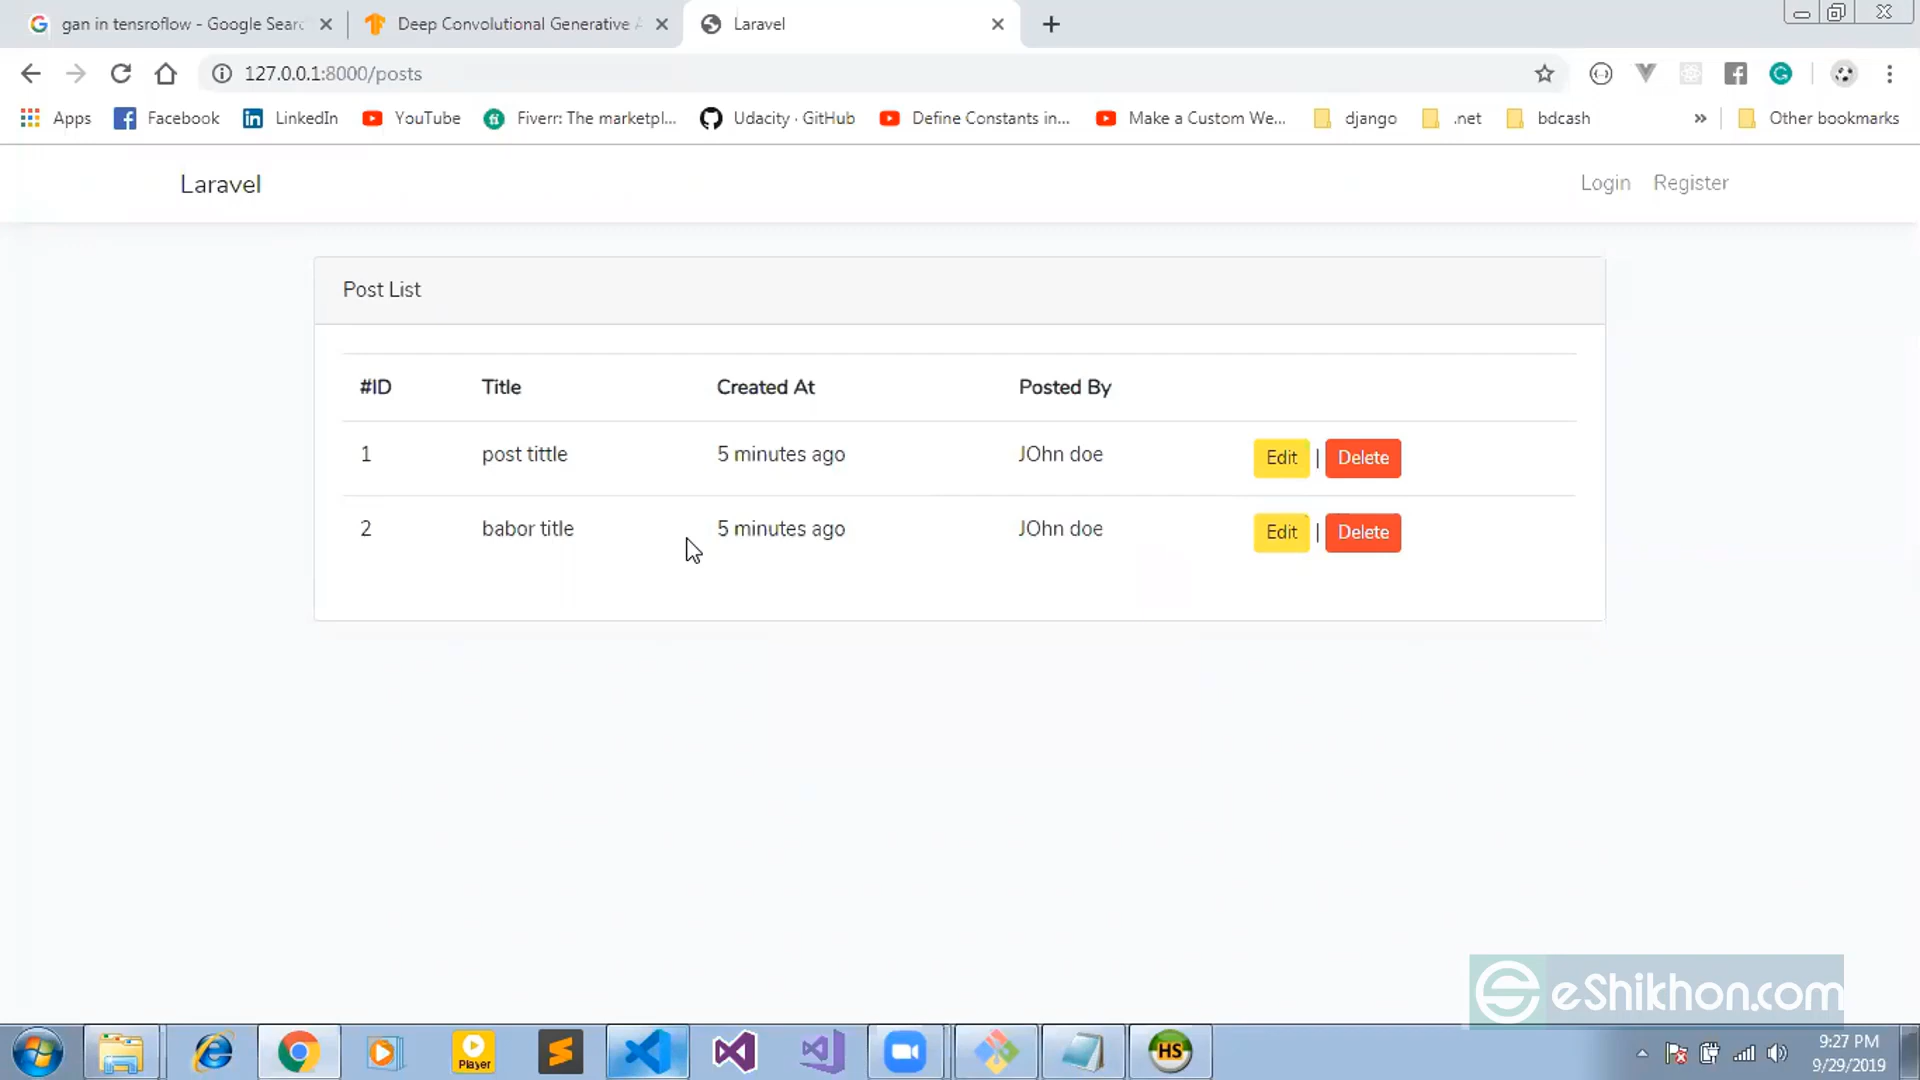 gan in tensroflow - Google Searc
Deep Convolutional Generative A
Laravel
127.0.0.1:8000/posts
Apps Facebook LinkedIn YouTube Fiverr: The marketpl... Udacity · GitHub Define Constants in... Make a Custom We... django .net bdcash » Other bookmarks
Laravel Login Register
Post List
#ID Title Created At Posted By
1 post tittle 5 minutes ago JOhn doe Edit | Delete
2 babor title 5 minutes ago JOhn doe Edit | Delete
eShikhon.com
Player
HS
9:27 PM
9/29/2019